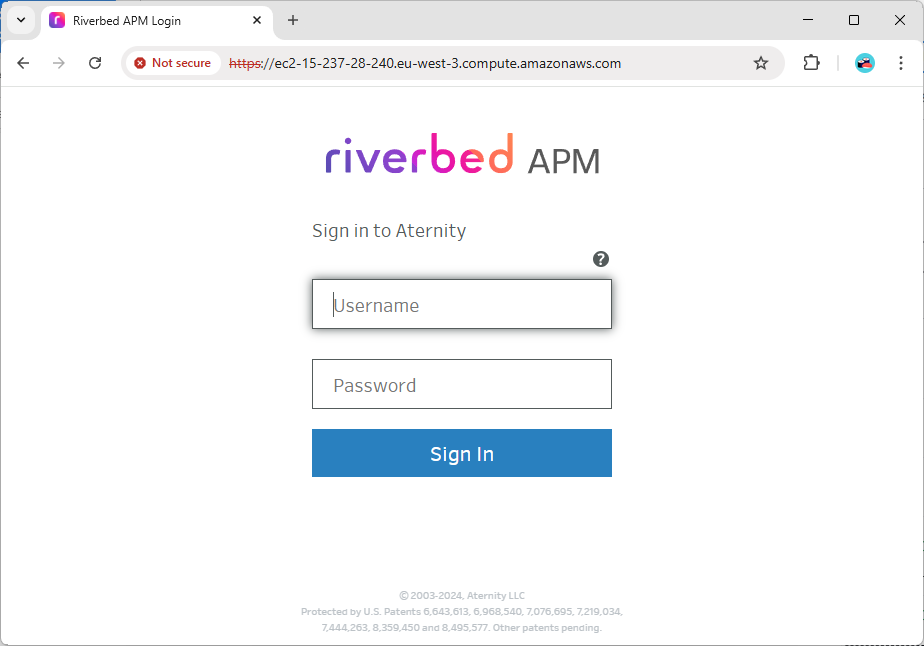 Riverbed APM Login
Not secure
https://ec2-15-237-28-240.eu-west-3.compute.amazonaws.com
riverbed APM
Sign in to Aternity
?
Username
Password
Sign In
© 2003-2024, Aternity LLC
Protected by U.S. Patents 6,643,613, 6,968,540, 7,076,695, 7,219,034,
7,444,263, 8,359,450 and 8,495,577. Other patents pending.